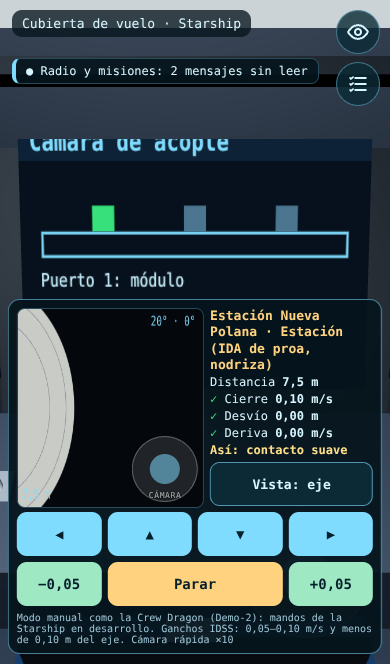 Cubierta de vuelo · Starship
● Radio y misiones: 2 mensajes sin leer
Cámara de acople
Puerto 1: módulo
20° · 0°
CÁMARA
Estación Nueva
Polana · Estación
(IDA de proa,
nodriza)
Distancia 7,5 m
✓ Cierre 0,10 m/s
✓ Desvío 0,00 m
✓ Deriva 0,00 m/s
Así: contacto suave
Vista: eje
◀ ▲ ▼ ▶
−0,05 Parar +0,05
Modo manual como la Crew Dragon (Demo-2): mandos de la
Starship en desarrollo. Ganchos IDSS: 0,05–0,10 m/s y menos
de 0,10 m del eje. Cámara rápida ×10